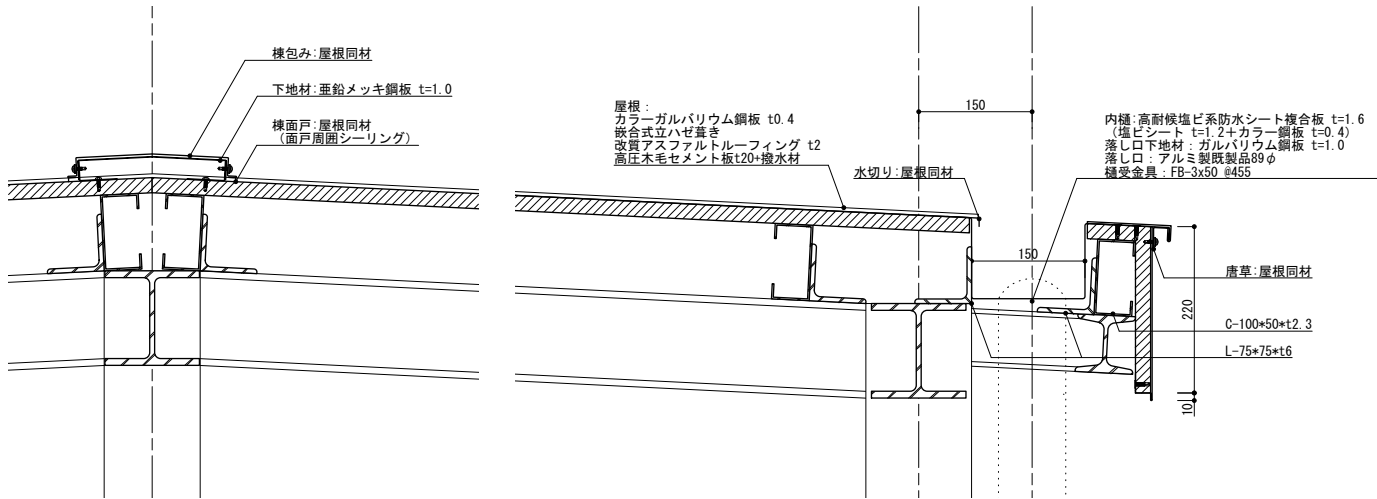 棟包み:屋根同材
下地材:亜鉛メッキ鋼板 t=1.0
棟面戸:屋根同材
(面戸周囲シーリング)
屋根:
カラーガルバリウム鋼板 t0.4
嵌合式立ハゼ葺き
改質アスファルトルーフィング t2
高圧木毛セメント板t20+撥水材
水切り:屋根同材
150
内樋:高耐候塩ビ系防水シート複合板 t=1.6
(塩ビシート t=1.2+カラー鋼板 t=0.4)
落し口下地材:ガルバリウム鋼板 t=1.0
落し口:アルミ製既製品89φ
樋受金具:FB-3x50 @455
150
唐草:屋根同材
220
C-100*50*t2.3
L-75*75*t6
10